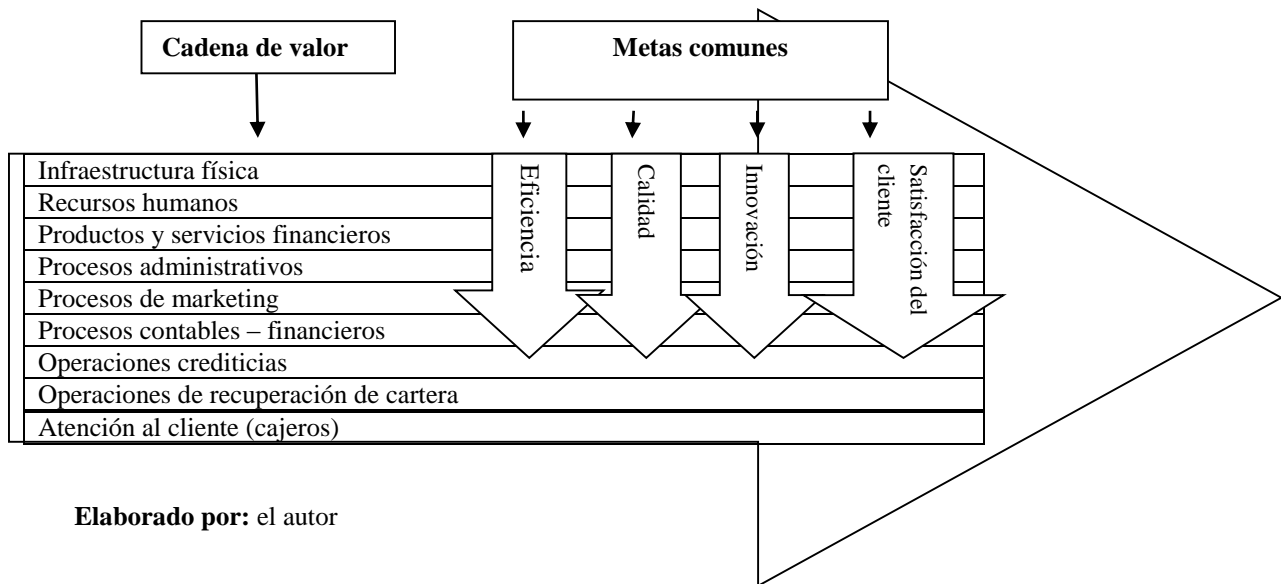 Cadena de valor
Metas comunes
Infraestructura física
Recursos humanos
Productos y servicios financieros
Procesos administrativos
Procesos de marketing
Procesos contables – financieros
Operaciones crediticias
Operaciones de recuperación de cartera
Atención al cliente (cajeros)
Eficiencia
Calidad
Innovación
Satisfacción del
cliente
Elaborado por: el autor